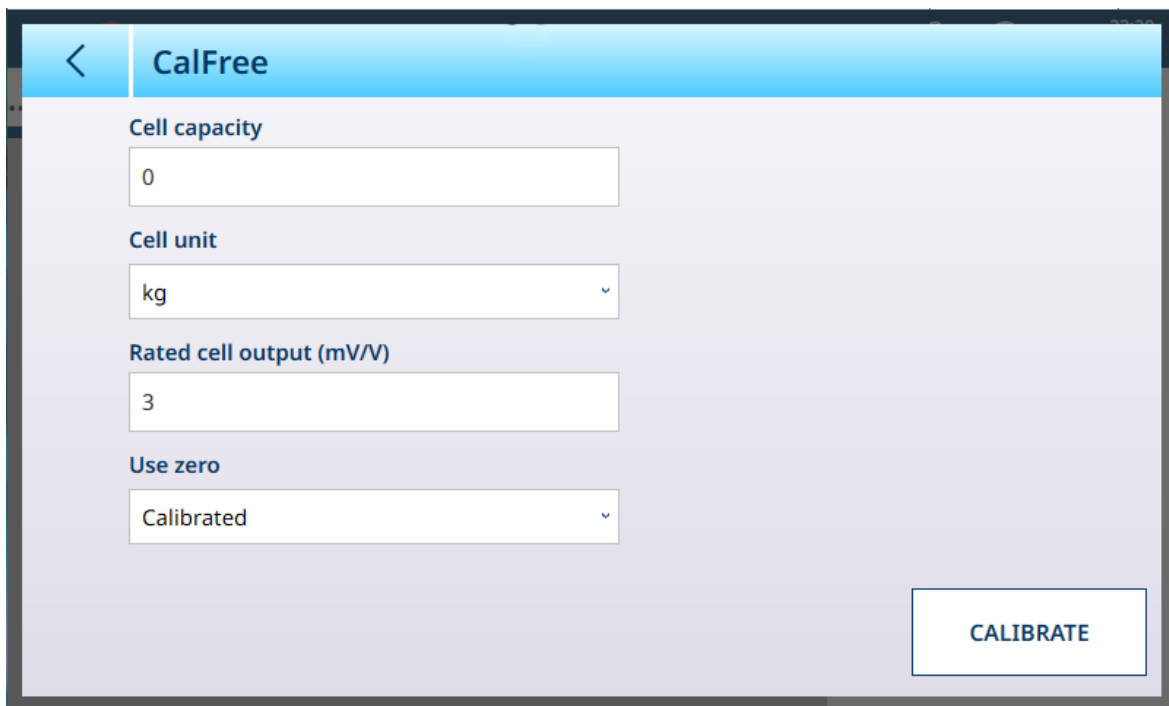 CalFree
Cell capacity
0
Cell unit
kg
Rated cell output (mV/V)
3
Use zero
Calibrated
CALIBRATE